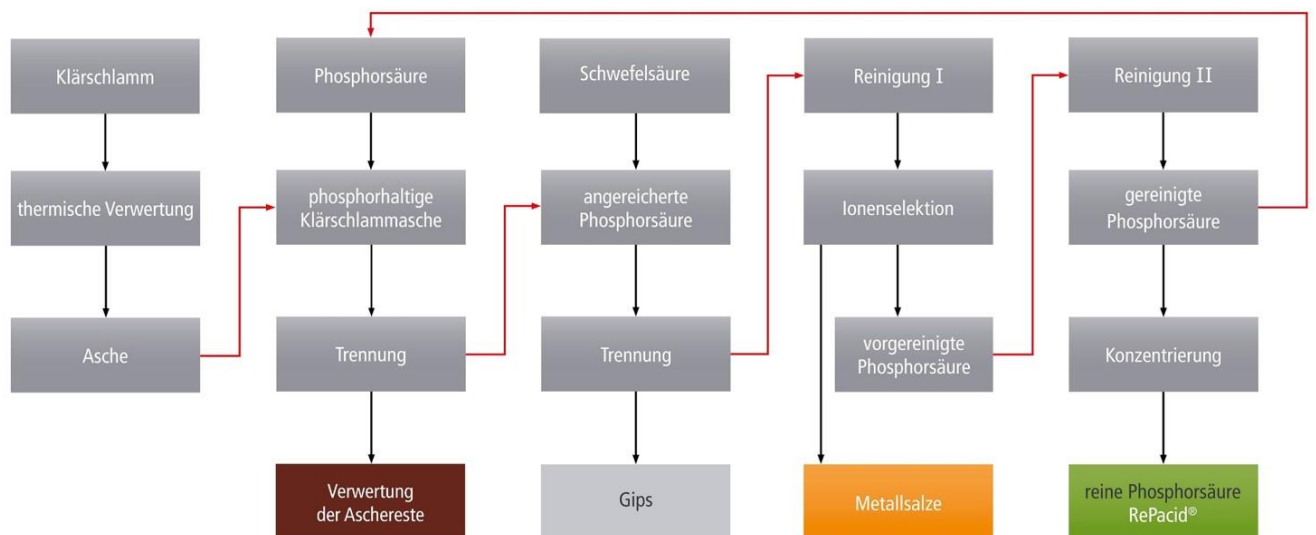 Klärschlamm
thermische Verwertung
Asche
Phosphorsäure
phosphorhaltige
Klärschlammasche
Trennung
Verwertung
der Aschereste
Schwefelsäure
angereicherte
Phosphorsäure
Trennung
Gips
Reinigung I
Ionenselektion
vorgereinigte
Phosphorsäure
Metallsalze
Reinigung II
gereinigte
Phosphorsäure
Konzentrierung
reine Phosphorsäure
RePacid®